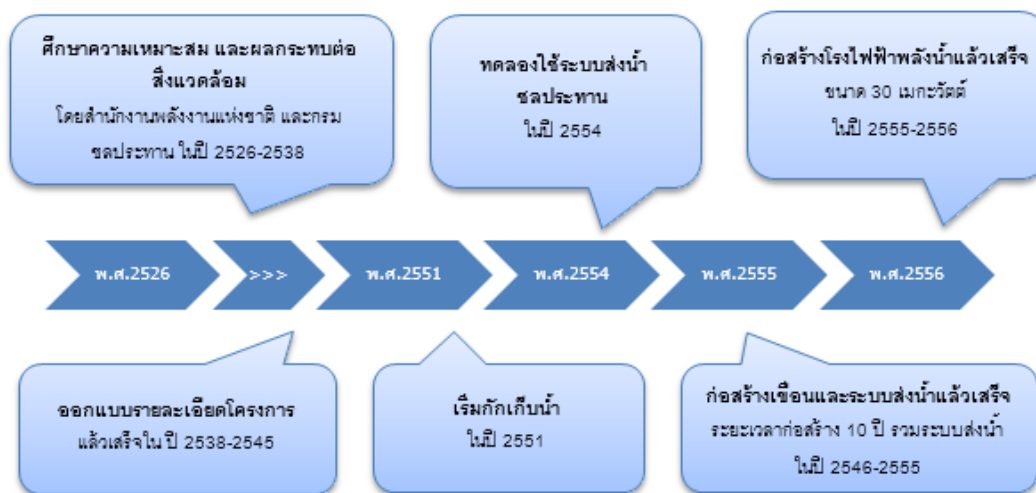 ศึกษาความเหมาะสม และผลกระทบต่อ
สิ่งแวดล้อม
โดยสำนักงานพลังงานแห่งชาติ และกรม
ชลประทาน ในปี 2526-2538
ทดลองใช้ระบบส่งน้ำ
ชลประทาน
ในปี 2554
ก่อสร้างโรงไฟฟ้าพลังน้ำแล้วเสร็จ
ขนาด 30 เมกะวัตต์
ในปี 2555-2556
พ.ศ.2526
>>>
พ.ศ.2551
พ.ศ.2554
พ.ศ.2555
พ.ศ.2556
ออกแบบรายละเอียดโครงการ
แล้วเสร็จใน ปี 2538-2545
เริ่มกักเก็บน้ำ
ในปี 2551
ก่อสร้างเขื่อนและระบบส่งน้ำแล้วเสร็จ
ระยะเวลาก่อสร้าง 10 ปี รวมระบบส่งน้ำ
ในปี 2546-2555